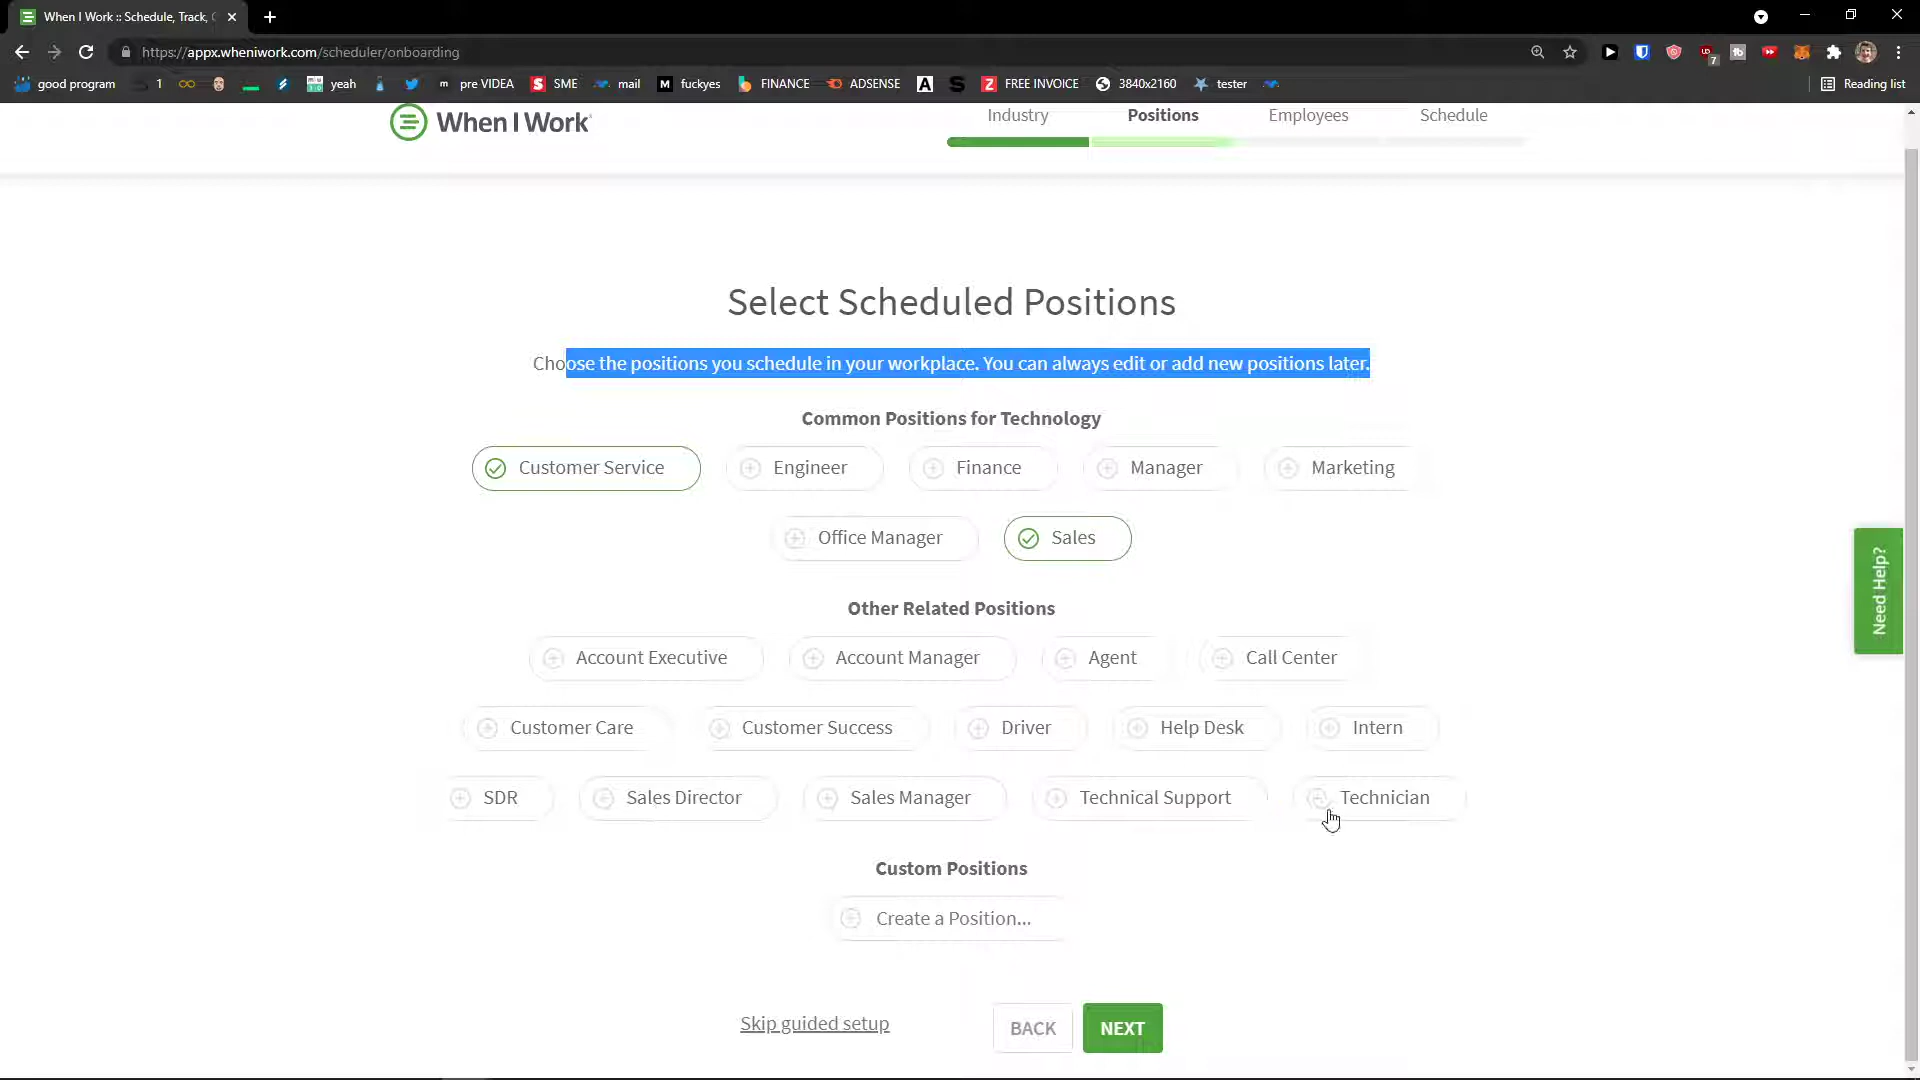 When I Work :: Schedule, Track,
https://appx.wheniwork.com/scheduler/onboarding
good program
1
yeah
pre VIDEA
SME
mail
fuckyes
FINANCE
ADSENSE
FREE INVOICE
3840x2160
tester
Reading list
When I Work
Industry
Positions
Employees
Schedule
Select Scheduled Positions
Choose the positions you schedule in your workplace. You can always edit or add new positions later.
Common Positions for Technology
Customer Service
Engineer
Finance
Manager
Marketing
Office Manager
Sales
Other Related Positions
Account Executive
Account Manager
Agent
Call Center
Customer Care
Customer Success
Driver
Help Desk
Intern
SDR
Sales Director
Sales Manager
Technical Support
Technician
Custom Positions
Create a Position...
Skip guided setup
BACK
NEXT
Need Help?